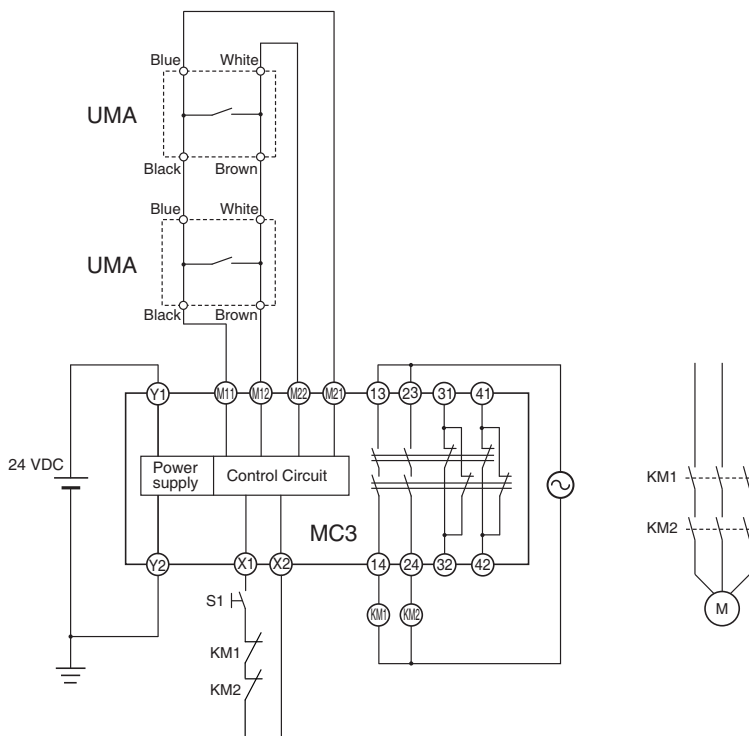 Blue White
UMA
Black Brown
Blue White
UMA
Black Brown
Y1 M11 M12 M22 M21 13 23 31 41
24 VDC
Power supply
Control Circuit
MC3
KM1
KM2
Y2 X1 X2 14 24 32 42
S1
KM1 KM2
M
KM1
KM2